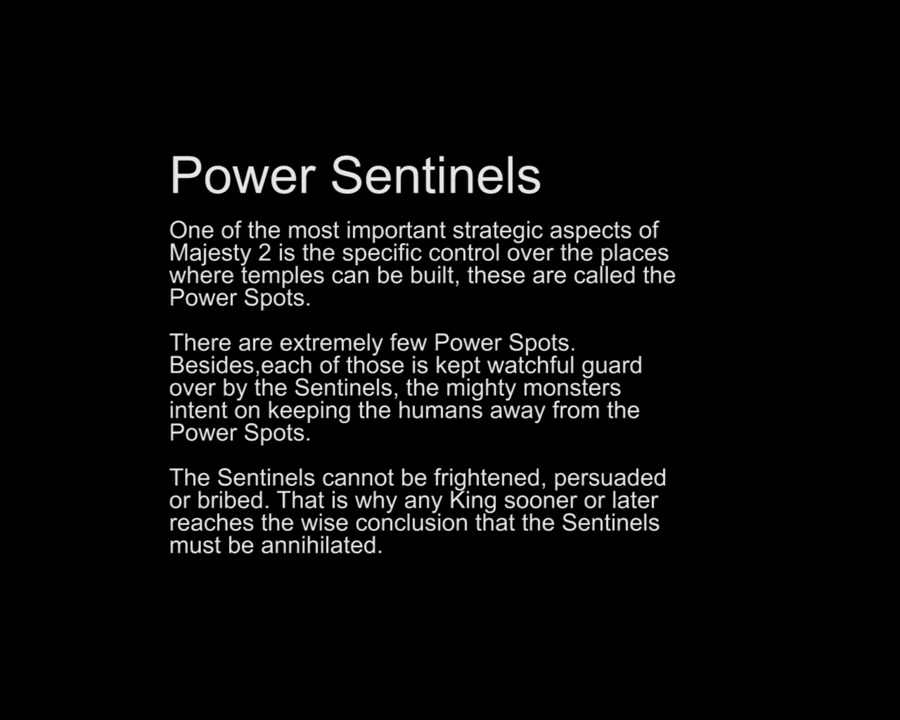 Power Sentinels
One of the most important strategic aspects of
Majesty 2 is the specific control over the places
where temples can be built, these are called the
Power Spots.
There are extremely few Power Spots.
Besides,each of those is kept watchful guard
over by the Sentinels, the mighty monsters
intent on keeping the humans away from the
Power Spots.
The Sentinels cannot be frightened, persuaded
or bribed. That is why any King sooner or later
reaches the wise conclusion that the Sentinels
must be annihilated.